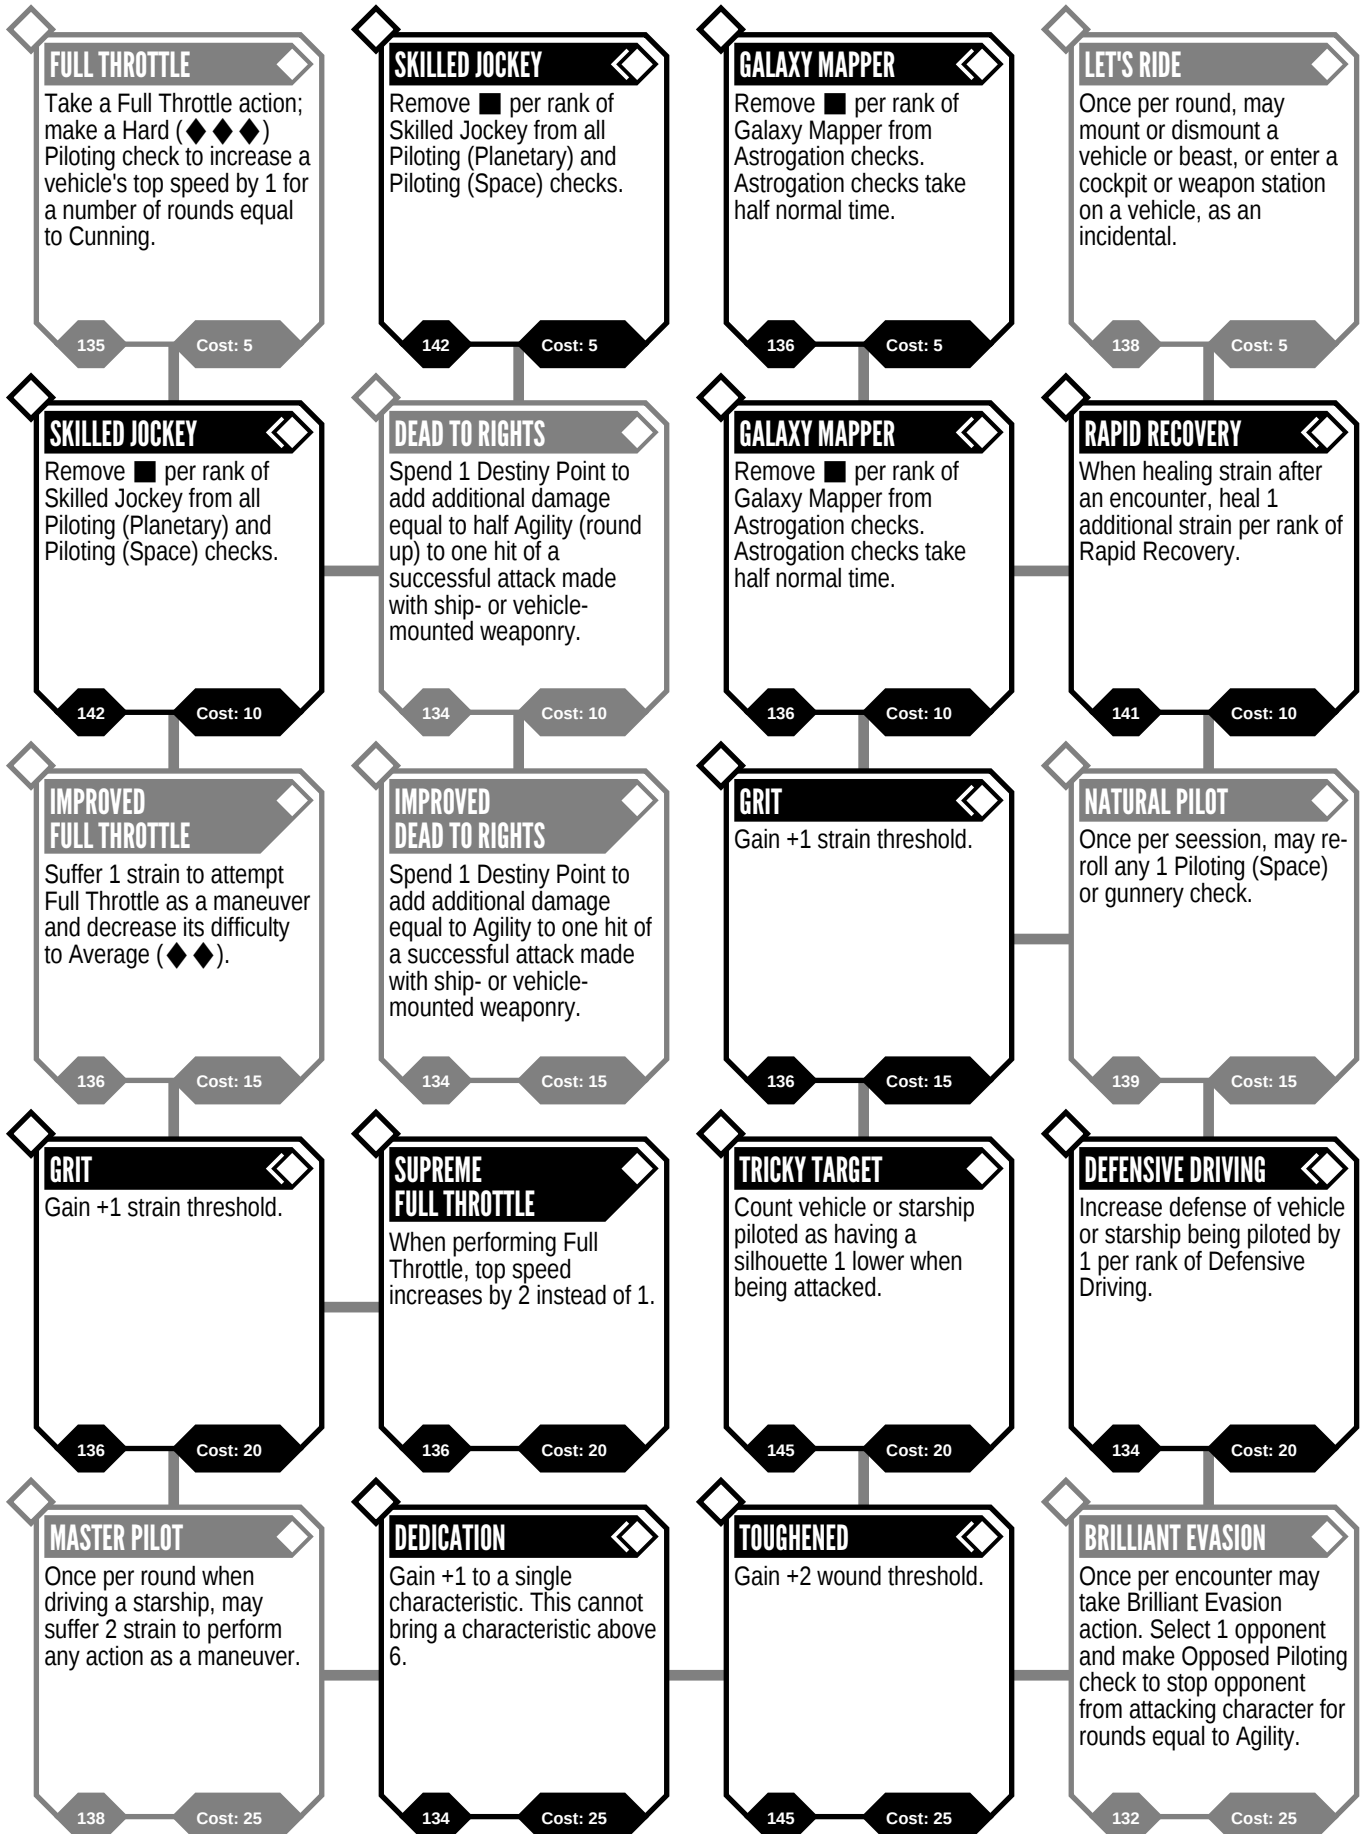 FULL THROTTLE
Take a Full Throttle action;
make a Hard (◆◆◆)
Piloting check to increase a
vehicle's top speed by 1 for
a number of rounds equal
to Cunning.
135
Cost: 5
SKILLED JOCKEY
Remove ■ per rank of
Skilled Jockey from all
Piloting (Planetary) and
Piloting (Space) checks.
142
Cost: 5
GALAXY MAPPER
Remove ■ per rank of
Galaxy Mapper from
Astrogation checks.
Astrogation checks take
half normal time.
136
Cost: 5
LET'S RIDE
Once per round, may
mount or dismount a
vehicle or beast, or enter a
cockpit or weapon station
on a vehicle, as an
incidental.
138
Cost: 5
SKILLED JOCKEY
Remove ■ per rank of
Skilled Jockey from all
Piloting (Planetary) and
Piloting (Space) checks.
142
Cost: 10
DEAD TO RIGHTS
Spend 1 Destiny Point to
add additional damage
equal to half Agility (round
up) to one hit of a
successful attack made
with ship- or vehicle-
mounted weaponry.
134
Cost: 10
GALAXY MAPPER
Remove ■ per rank of
Galaxy Mapper from
Astrogation checks.
Astrogation checks take
half normal time.
136
Cost: 10
RAPID RECOVERY
When healing strain after
an encounter, heal 1
additional strain per rank of
Rapid Recovery.
141
Cost: 10
IMPROVED
FULL THROTTLE
Suffer 1 strain to attempt
Full Throttle as a maneuver
and decrease its difficulty
to Average (◆◆).
136
Cost: 15
IMPROVED
DEAD TO RIGHTS
Spend 1 Destiny Point to
add additional damage
equal to Agility to one hit of
a successful attack made
with ship- or vehicle-
mounted weaponry.
134
Cost: 15
GRIT
Gain +1 strain threshold.
136
Cost: 15
NATURAL PILOT
Once per seession, may re-
roll any 1 Piloting (Space)
or gunnery check.
139
Cost: 15
GRIT
Gain +1 strain threshold.
136
Cost: 20
SUPREME
FULL THROTTLE
When performing Full
Throttle, top speed
increases by 2 instead of 1.
136
Cost: 20
TRICKY TARGET
Count vehicle or starship
piloted as having a
silhouette 1 lower when
being attacked.
145
Cost: 20
DEFENSIVE DRIVING
Increase defense of vehicle
or starship being piloted by
1 per rank of Defensive
Driving.
134
Cost: 20
MASTER PILOT
Once per round when
driving a starship, may
suffer 2 strain to perform
any action as a maneuver.
138
Cost: 25
DEDICATION
Gain +1 to a single
characteristic. This cannot
bring a characteristic above
6.
134
Cost: 25
TOUGHENED
Gain +2 wound threshold.
145
Cost: 25
BRILLIANT EVASION
Once per encounter may
take Brilliant Evasion
action. Select 1 opponent
and make Opposed Piloting
check to stop opponent
from attacking character for
rounds equal to Agility.
132
Cost: 25